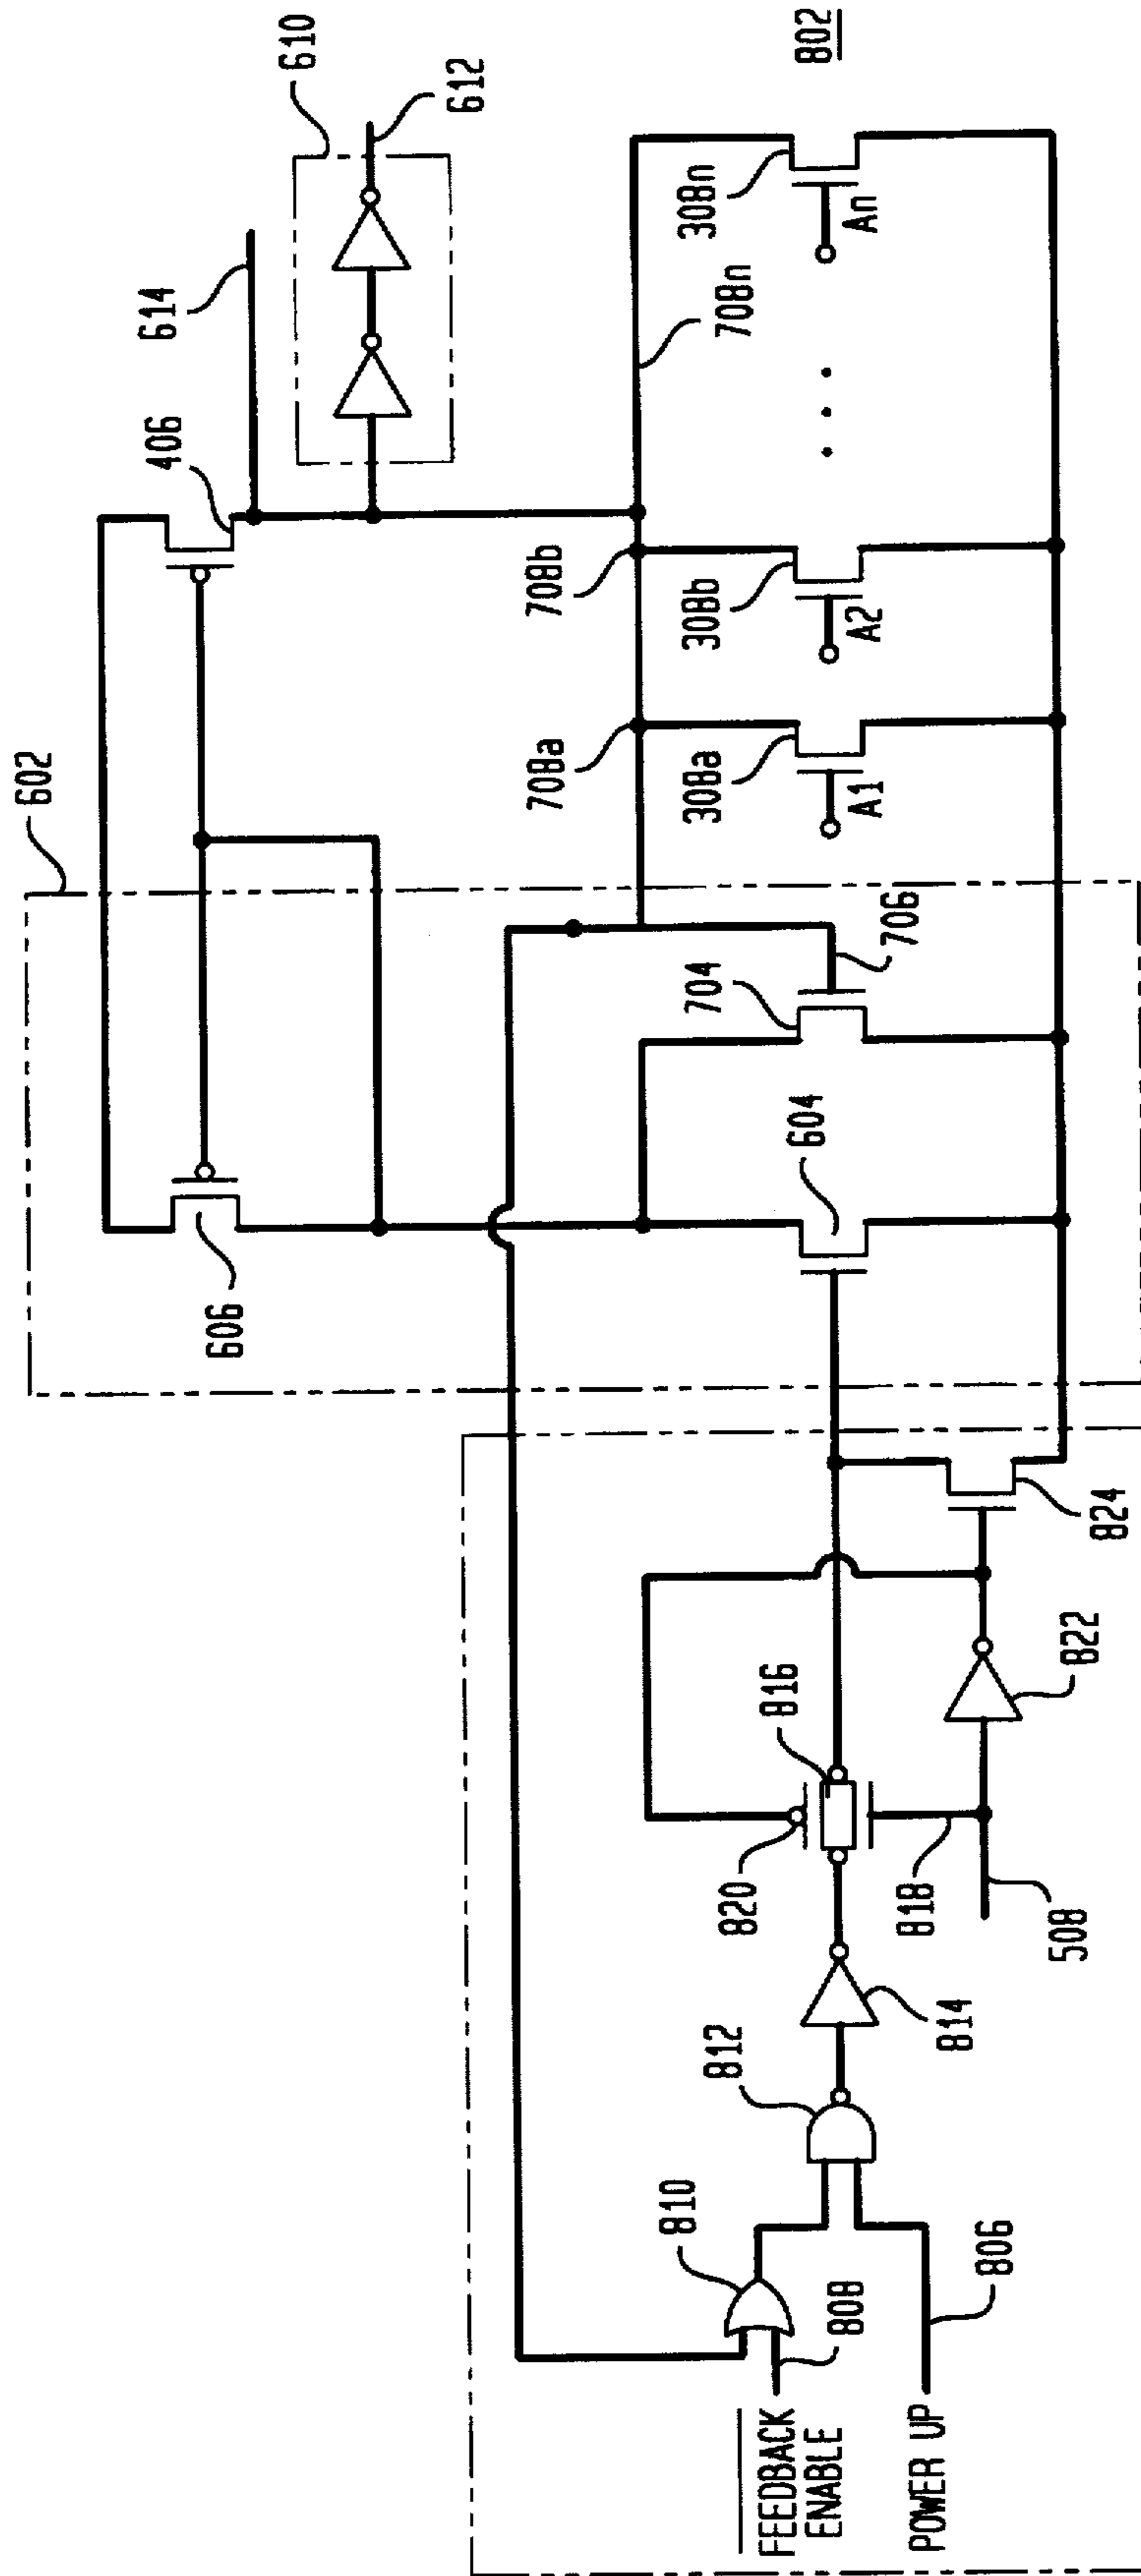 602
606
406
614
610
612
802
708a
708b
708n
704
706
604
308a
308b
308n
A1
A2
An
810
812
814
820
816
818
822
824
508
808
806
FEEDBACK
ENABLE
POWER UP